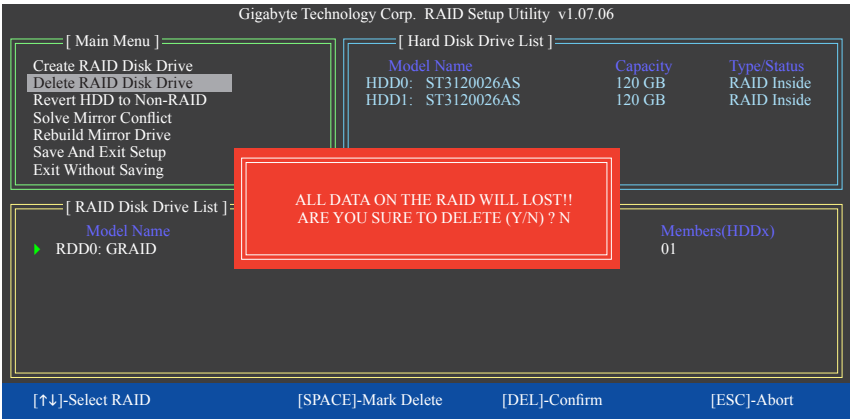 Gigabyte Technology Corp. RAID Setup Utility v1.07.06
[ Main Menu ]
Create RAID Disk Drive
Delete RAID Disk Drive
Revert HDD to Non-RAID
Solve Mirror Conflict
Rebuild Mirror Drive
Save And Exit Setup
Exit Without Saving
[ Hard Disk Drive List ]
Model Name Capacity Type/Status
HDD0: ST3120026AS 120 GB RAID Inside
HDD1: ST3120026AS 120 GB RAID Inside
ALL DATA ON THE RAID WILL LOST!!
ARE YOU SURE TO DELETE (Y/N) ? N
[ RAID Disk Drive List ]
Model Name Members(HDDx)
RDD0: GRAID 01
[↑↓]-Select RAID [SPACE]-Mark Delete [DEL]-Confirm [ESC]-Abort